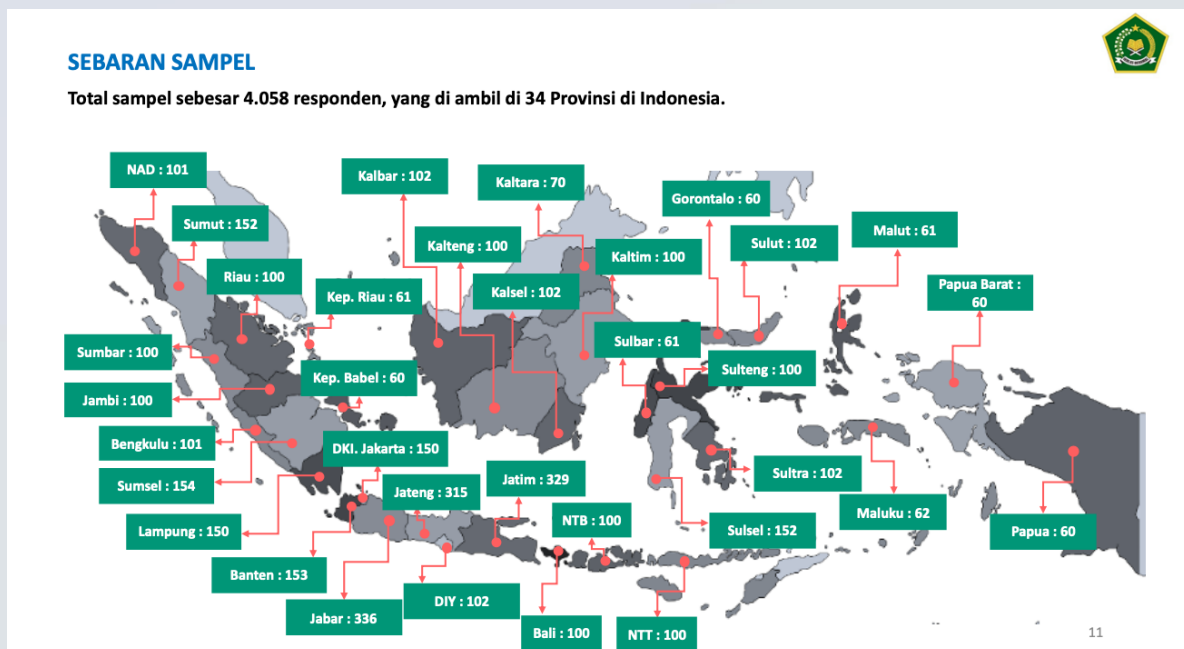 SEBARAN SAMPEL
Total sampel sebesar 4.058 responden, yang di ambil di 34 Provinsi di Indonesia.
NAD : 101
Kalbar : 102
Kaltara : 70
Gorontalo : 60
Sumut : 152
Malut : 61
Kalteng : 100
Sulut : 102
Kaltim : 100
Riau : 100
Kep. Riau : 61
Kalsel : 102
Papua Barat :
60
Sulbar : 61
Sumbar : 100
Sulteng : 100
Kep. Babel : 60
Jambi : 100
Bengkulu : 101
DKI. Jakarta : 150
Sultra : 102
Sumsel : 154
Jatim : 329
Jateng : 315
Maluku : 62
NTB : 100
Lampung : 150
Sulsel : 152
Papua : 60
Banten : 153
DIY : 102
Jabar : 336
Bali : 100
NTT : 100
11